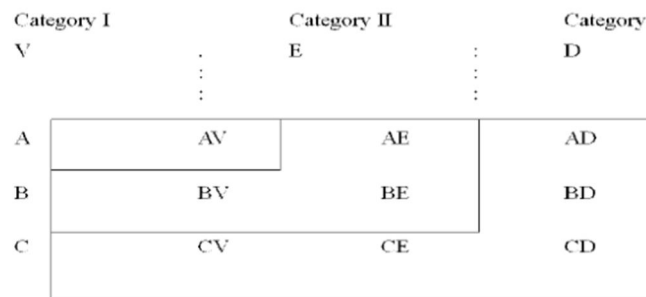 Category I Category II Category
V . E : D
: :
: :
A AV AE AD
B BV BE BD
C CV CE CD